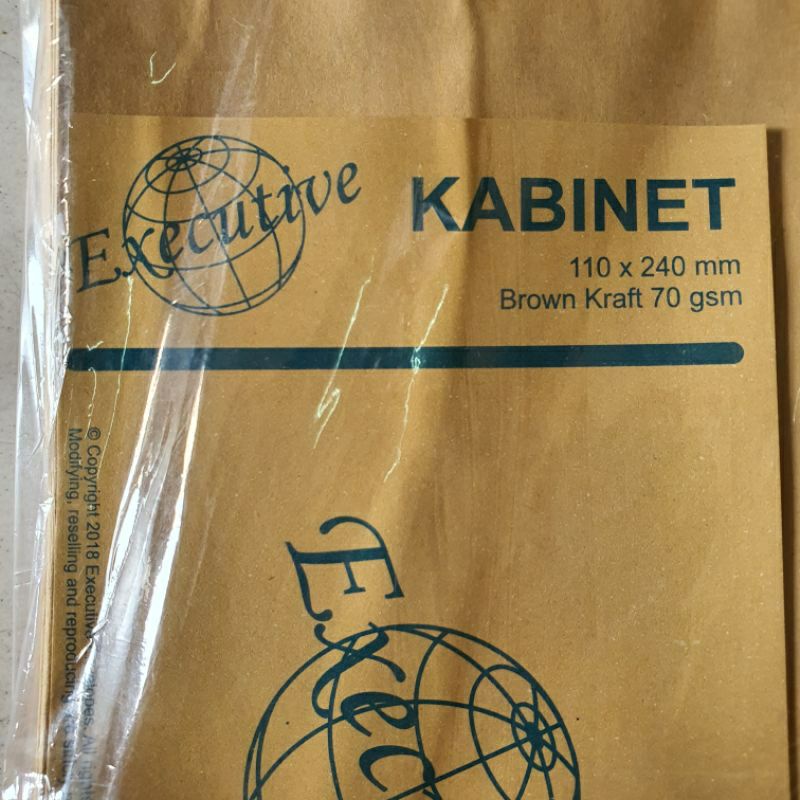 Executive
KABINET
110 x 240 mm
Brown Kraft 70 gsm
© Copyright 2018 Executive
Modifying, reselling and reproducing
Exec